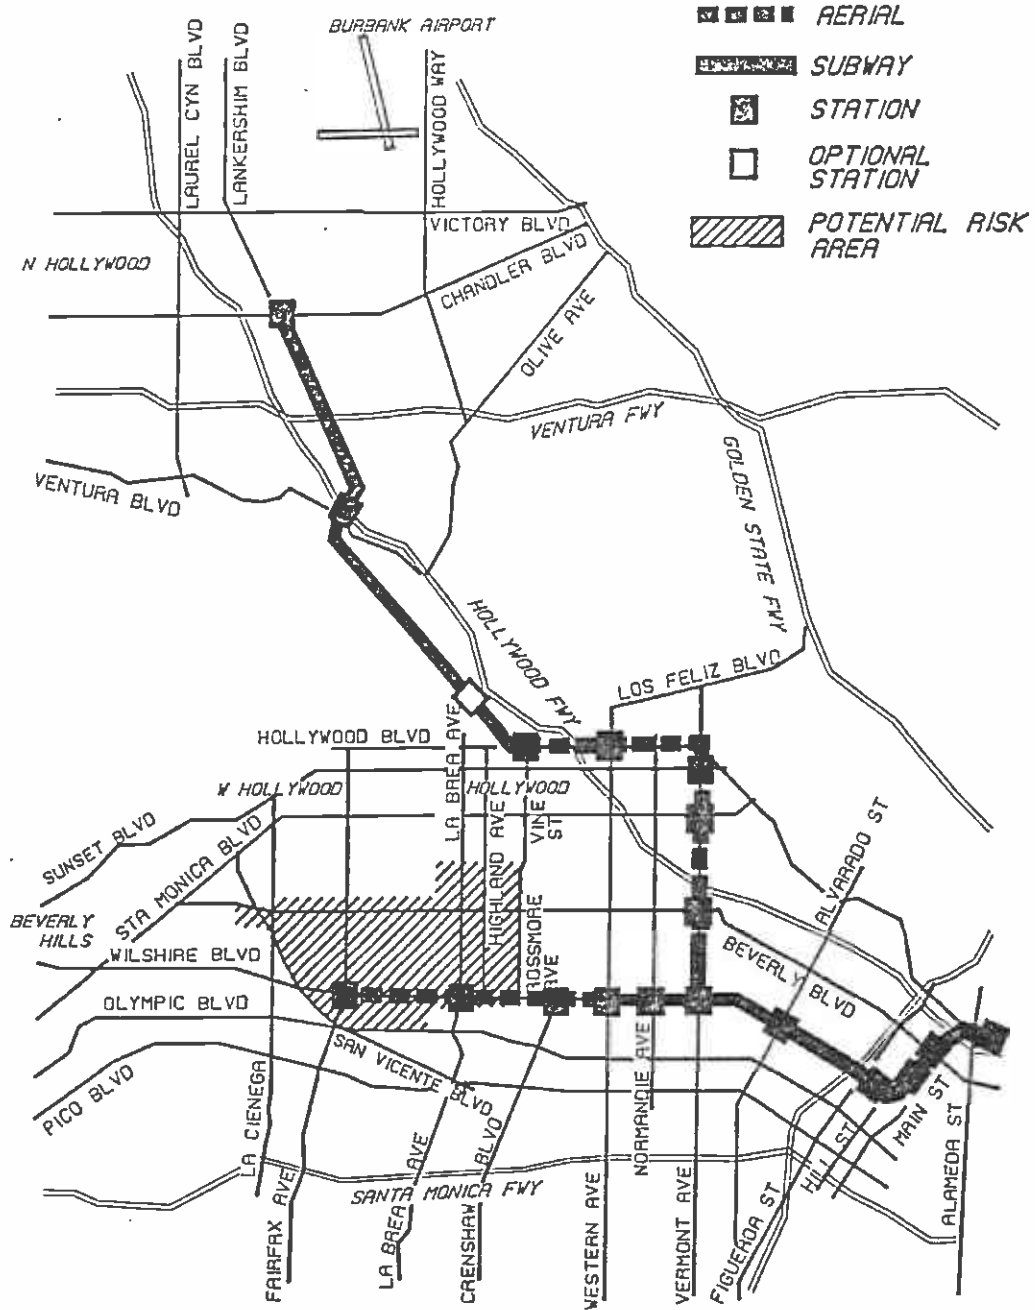 AERIAL
SUBWAY
STATION
OPTIONAL
STATION
POTENTIAL RISK
AREA
BURBANK AIRPORT
LAUREL CYN BLVD
LANKERSHIM BLVD
HOLLYWOOD WAY
VICTORY BLVD
N HOLLYWOOD
CHANDLER BLVD
OLIVE AVE
VENTURA FWY
VENTURA BLVD
GOLDEN STATE FWY
HOLLYWOOD FWY
LOS FELIZ BLVD
HOLLYWOOD BLVD
LA BREA AVE
W HOLLYWOOD
HOLLYWOOD
HIGHLAND AVE
VINE
ST
SUNSET BLVD
STA MONICA BLVD
ALVARADO ST
BEVERLY
HILLS
WILSHIRE BLVD
ROSSMORE
AVE
BEVERLY BLVD
OLYMPIC BLVD
SAN VICENTE BLVD
PICO BLVD
LA CIENEGA
NORMANDIE AVE
MAIN ST
HILL ST
ALAMEDA ST
SANTA MONICA FWY
FAIRFAX AVE
LA BREA AVE
CRENSHAW BLVD
WESTERN AVE
VERMONT AVE
FIGUEROA ST